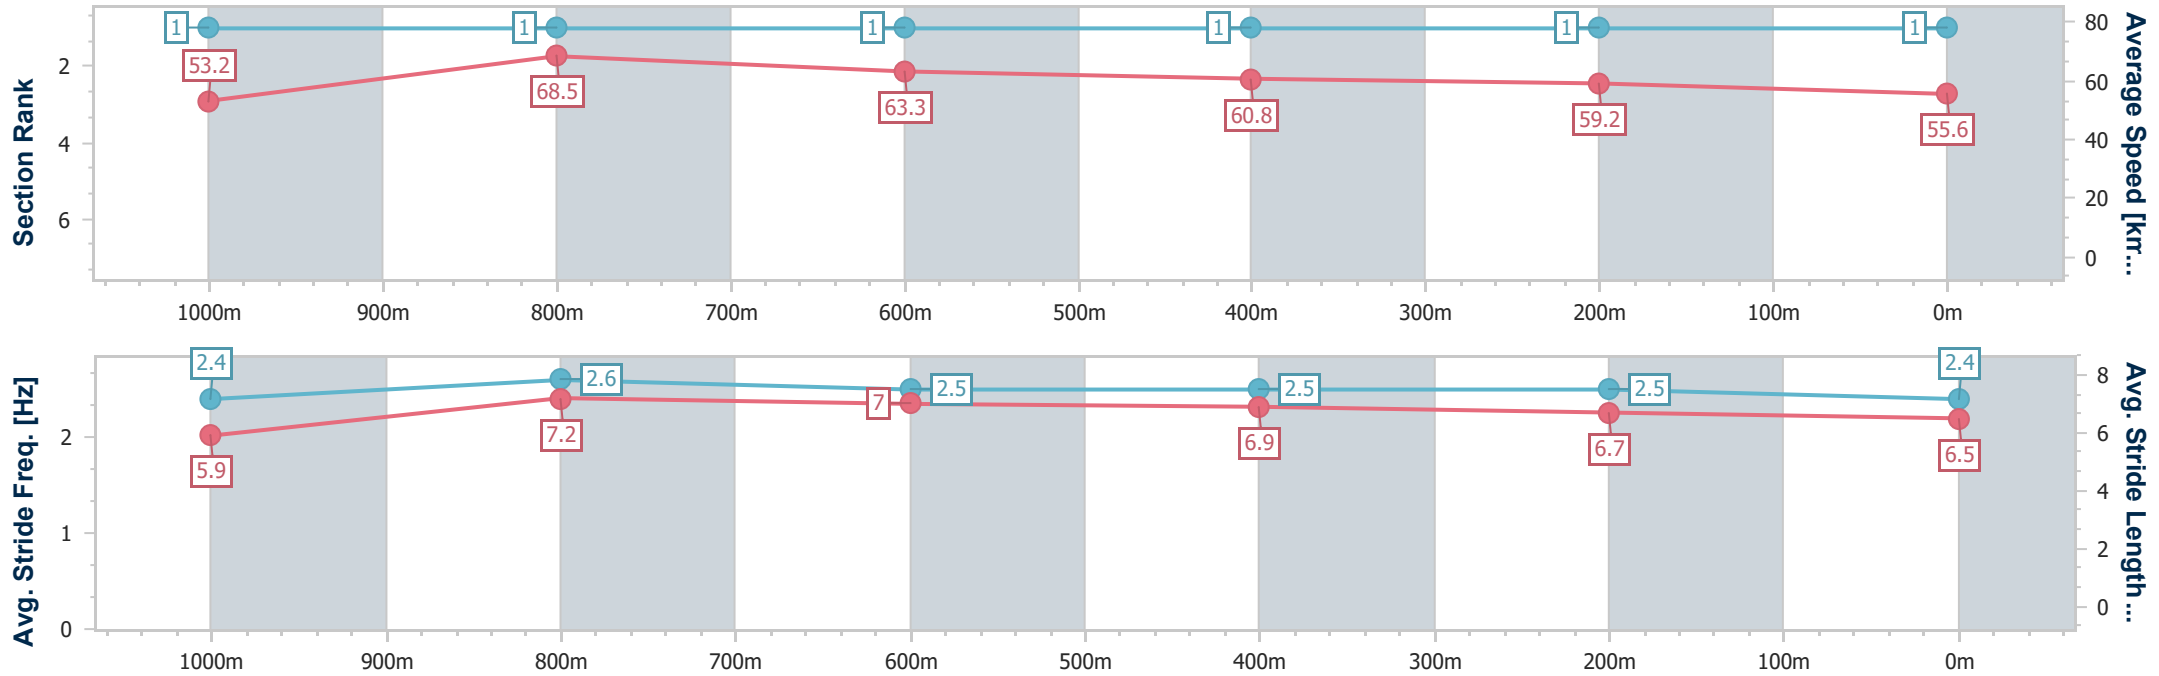 Section Rank
2
4
6
1
1
1
1
1
1
53.2
68.5
63.3
60.8
59.2
55.6
80
60
40
20
0
Average Speed [km...
1000m
900m
800m
700m
600m
500m
400m
300m
200m
100m
0m
Avg. Stride Freq. [Hz]
2
1
0
2.4
2.6
2.5
2.5
2.5
2.4
5.9
7.2
7
6.9
6.7
6.5
8
6
4
2
0
Avg. Stride Length ...
1000m
900m
800m
700m
600m
500m
400m
300m
200m
100m
0m